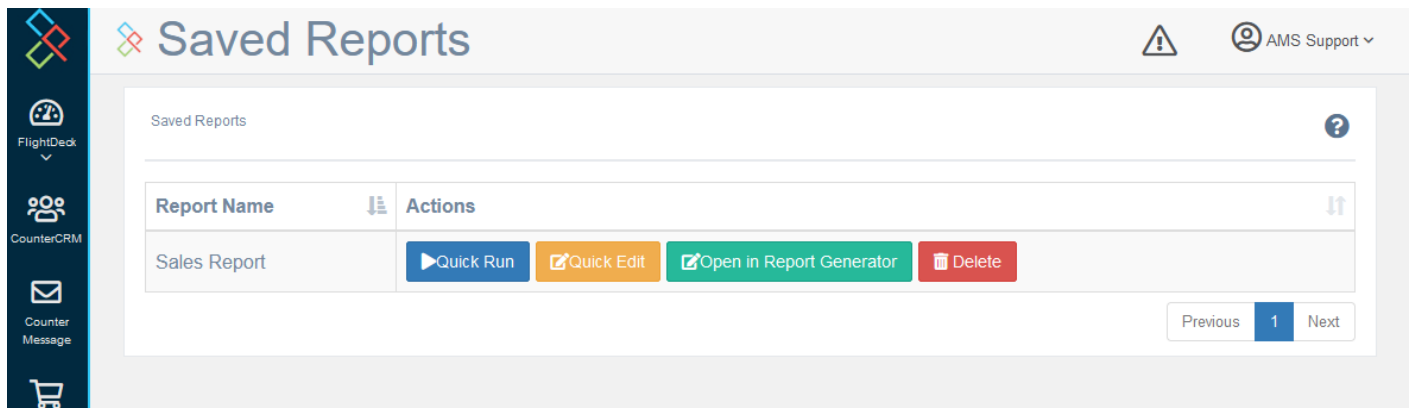 Saved Reports
AMS Support
FlightDeck
CounterCRM
Counter
Message
Saved Reports
Report Name
Actions
Sales Report
Quick Run
Quick Edit
Open in Report Generator
Delete
Previous
1
Next